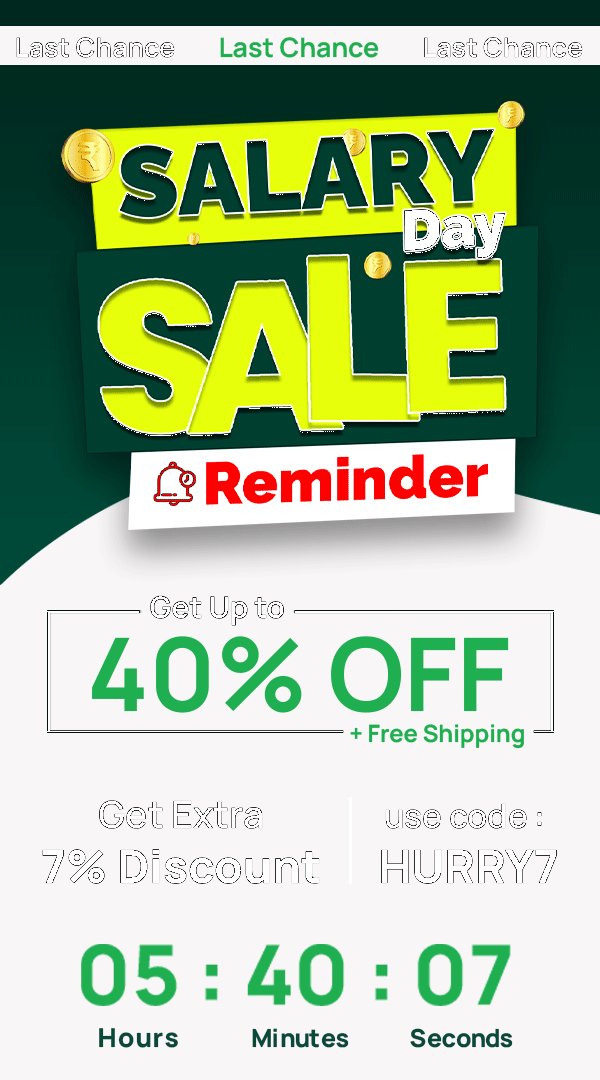 Last Chance Last Chance Last Chance
SALARY
Day
SALE
Reminder
Get Up to
40% OFF
+ Free Shipping
Get Extra
7% Discount
use code :
HURRY7
05 : 40 : 07
Hours Minutes Seconds